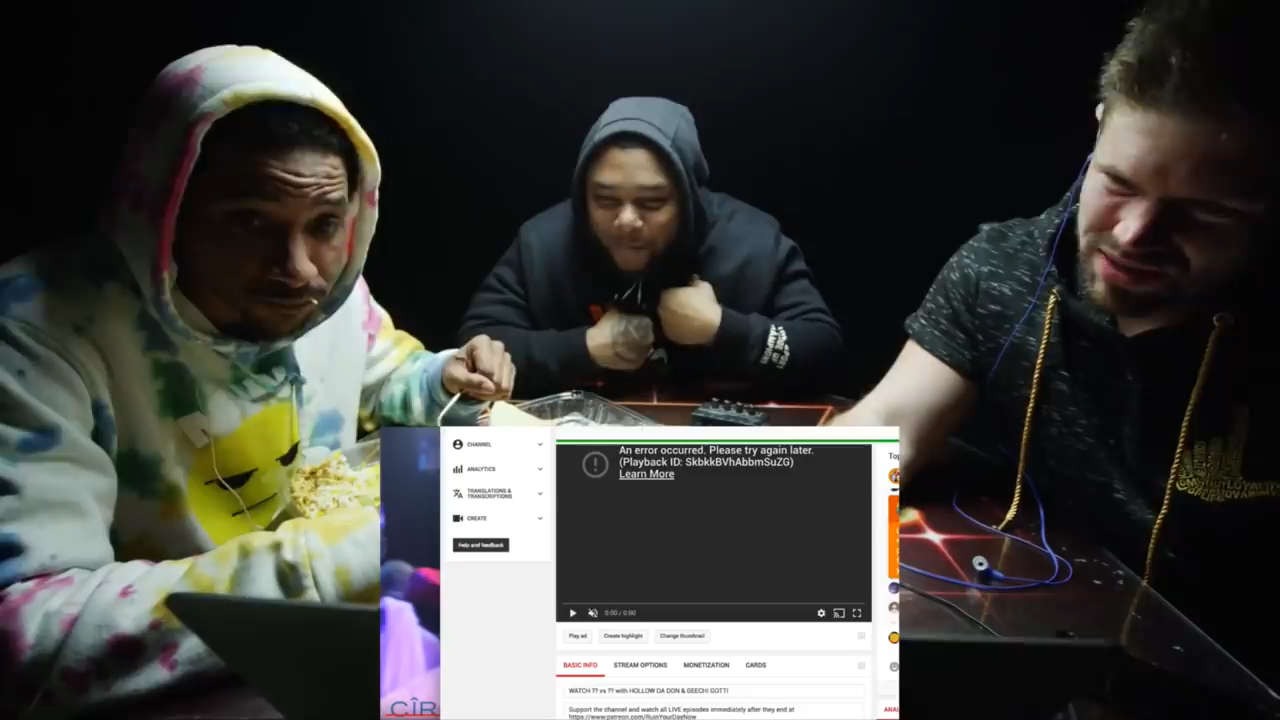 CHANNEL
ANALYTICS
TRANSLATIONS &
TRANSCRIPTIONS
CREATE
Help and feedback
An error occurred. Please try again later.
(Playback ID: SkbkkBVhAbbmSuZG)
Learn More
0:00 / 0:00
Play ad
Create highlight
Change thumbnail
BASIC INFO
STREAM OPTIONS
MONETIZATION
CARDS
WATCH ?? vs ?? with HOLLOW DA DON & GEECHI GOTTI
Support the channel and watch all LIVE episodes immediately after they end at
https://www.patreon.com/RuinYourDayNow
Top
ANAL
CÎR